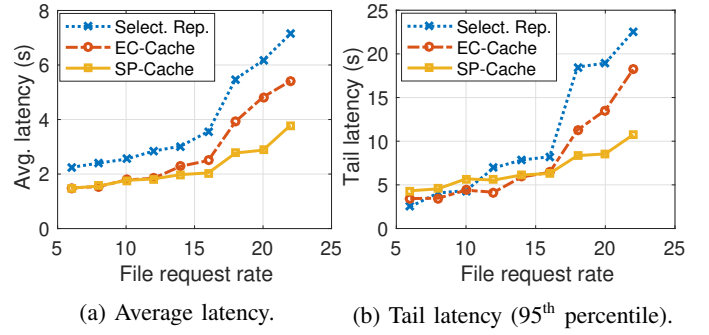 Select. Rep.
EC-Cache
SP-Cache
Avg. latency (s)
8
6
4
2
0
5 10 15 20 25
File request rate
(a) Average latency.
Select. Rep.
EC-Cache
SP-Cache
Tail latency (s)
25
20
15
10
5
0
5 10 15 20 25
File request rate
(b) Tail latency (95th percentile).